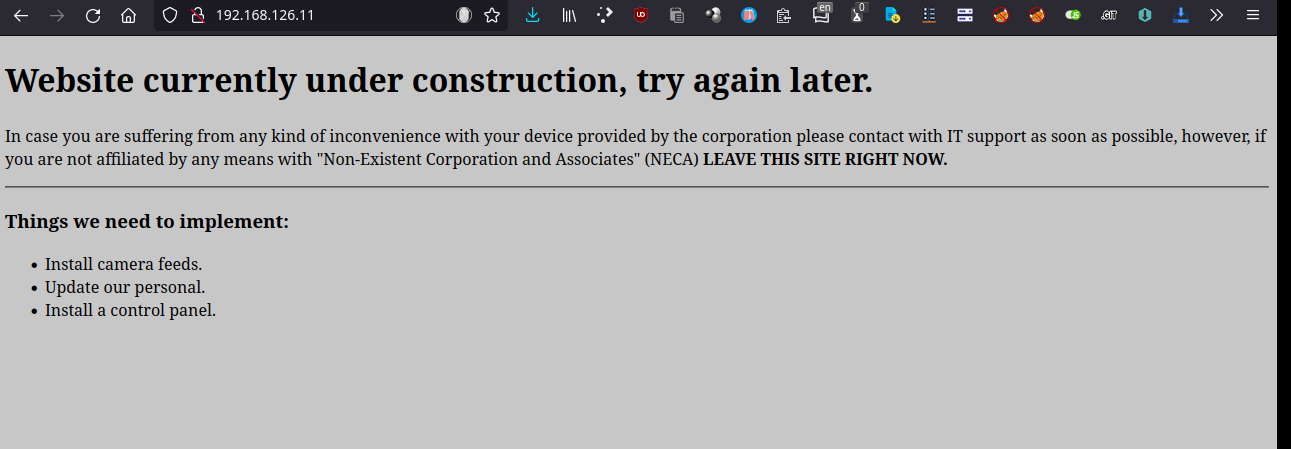 192.168.126.11
en
0
UD
JS
.GIT
Website currently under construction, try again later.
In case you are suffering from any kind of inconvenience with your device provided by the corporation please contact with IT support as soon as possible, however, if
you are not affiliated by any means with "Non-Existent Corporation and Associates" (NECA) LEAVE THIS SITE RIGHT NOW.
Things we need to implement:
• Install camera feeds.
• Update our personal.
• Install a control panel.